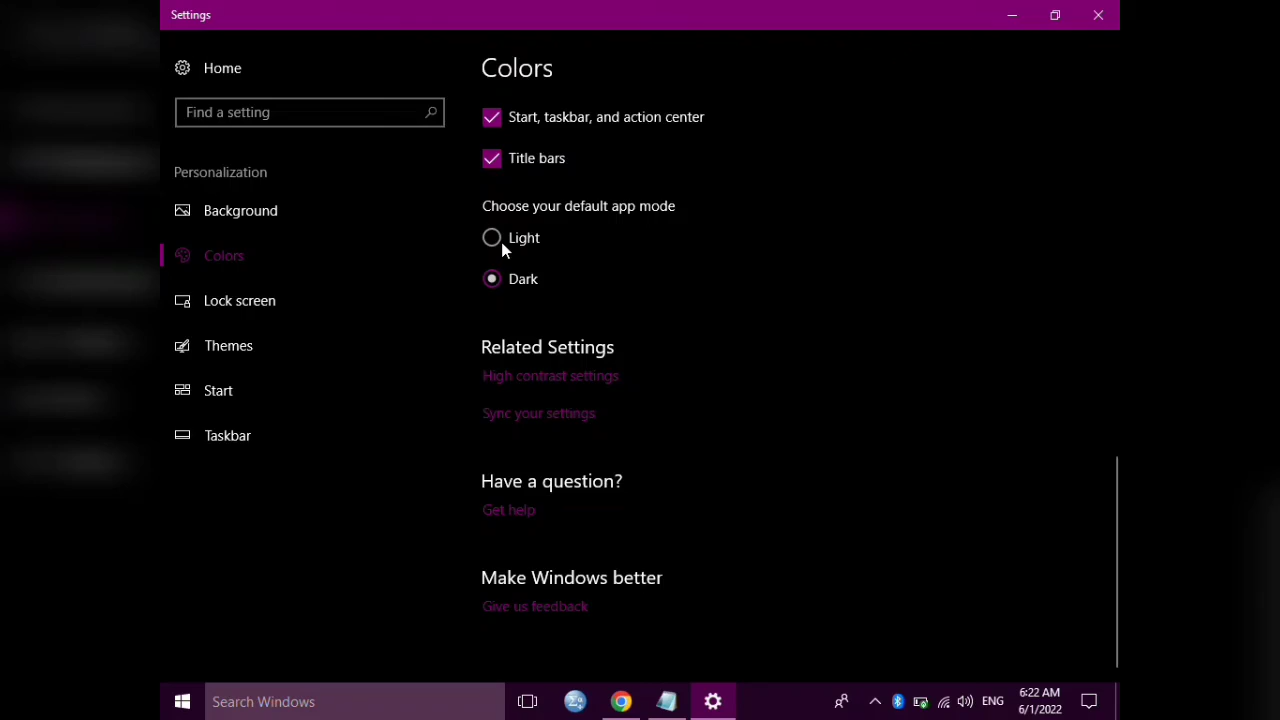 Settings
Home
Find a setting
Personalization
Background
Colors
Lock screen
Themes
Start
Taskbar
Colors
Start, taskbar, and action center
Title bars
Choose your default app mode
Light
Dark
Related Settings
High contrast settings
Sync your settings
Have a question?
Get help
Make Windows better
Give us feedback
Search Windows
ENG
6:22 AM
6/1/2022